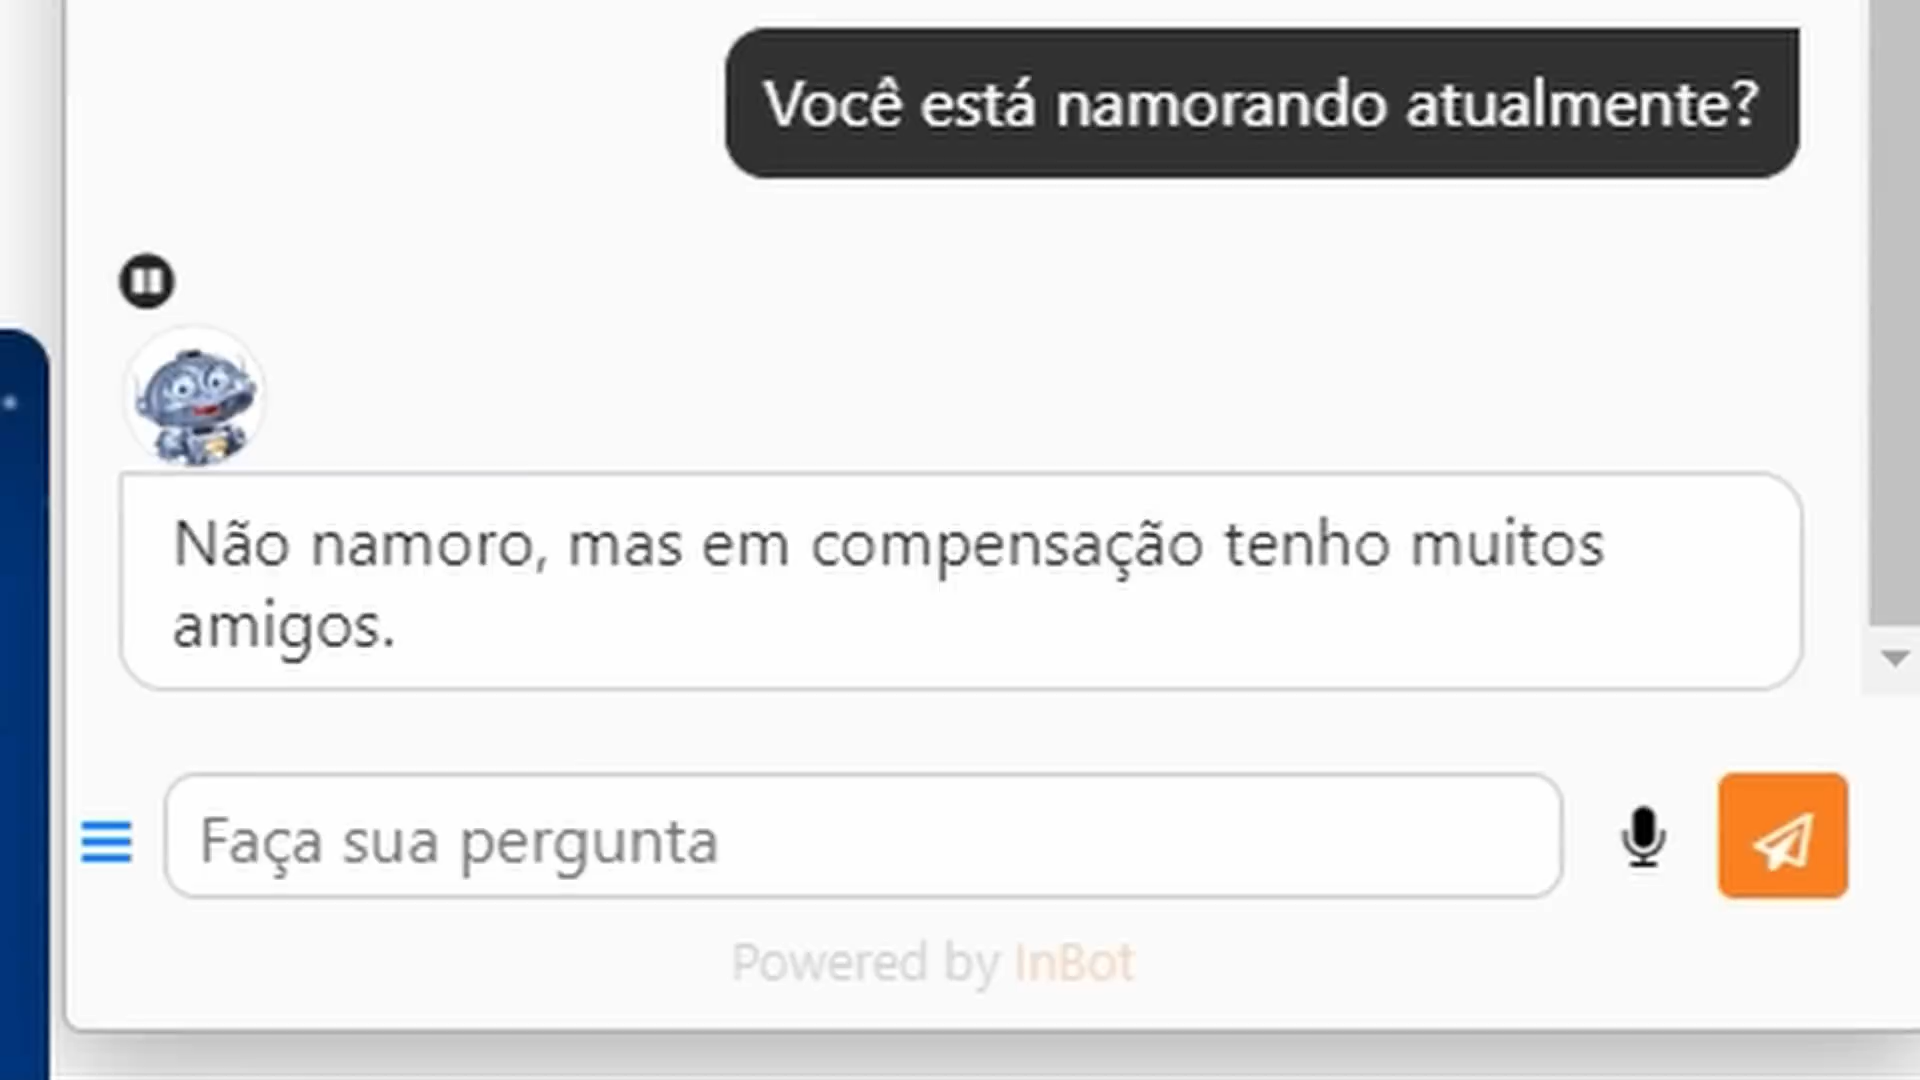 Você está namorando atualmente?
Não namoro, mas em compensação tenho muitos
amigos.
Faça sua pergunta
Powered by InBot